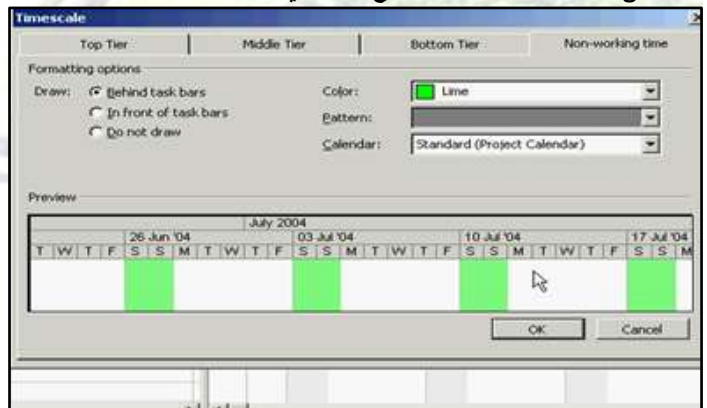 Timescale
Top Tier Middle Tier Bottom Tier Non-working time
Formatting options
Draw: Behind task bars Color: Lime
In front of task bars Pattern:
Do not draw Calendar: Standard (Project Calendar)
Preview
July 2004
26 Jun '04 03 Jul '04 10 Jul '04 17 Jul '04
T W T F S S M T W T F S S M T W T F S S M T W T F S S M
OK Cancel